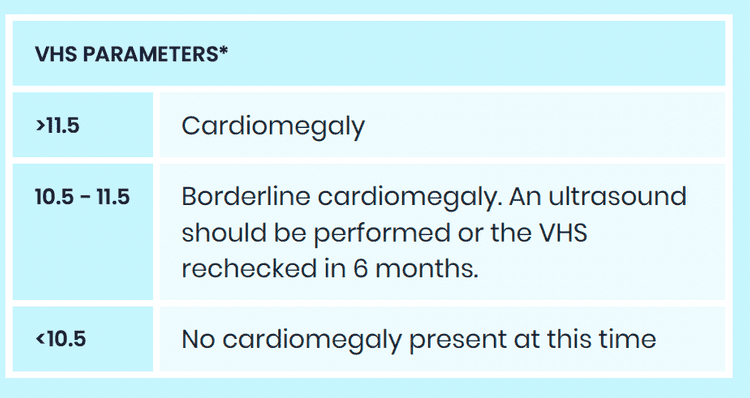 VHS PARAMETERS*
>11.5
Cardiomegaly
10.5 - 11.5
Borderline cardiomegaly. An ultrasound
should be performed or the VHS
rechecked in 6 months.
<10.5
No cardiomegaly present at this time